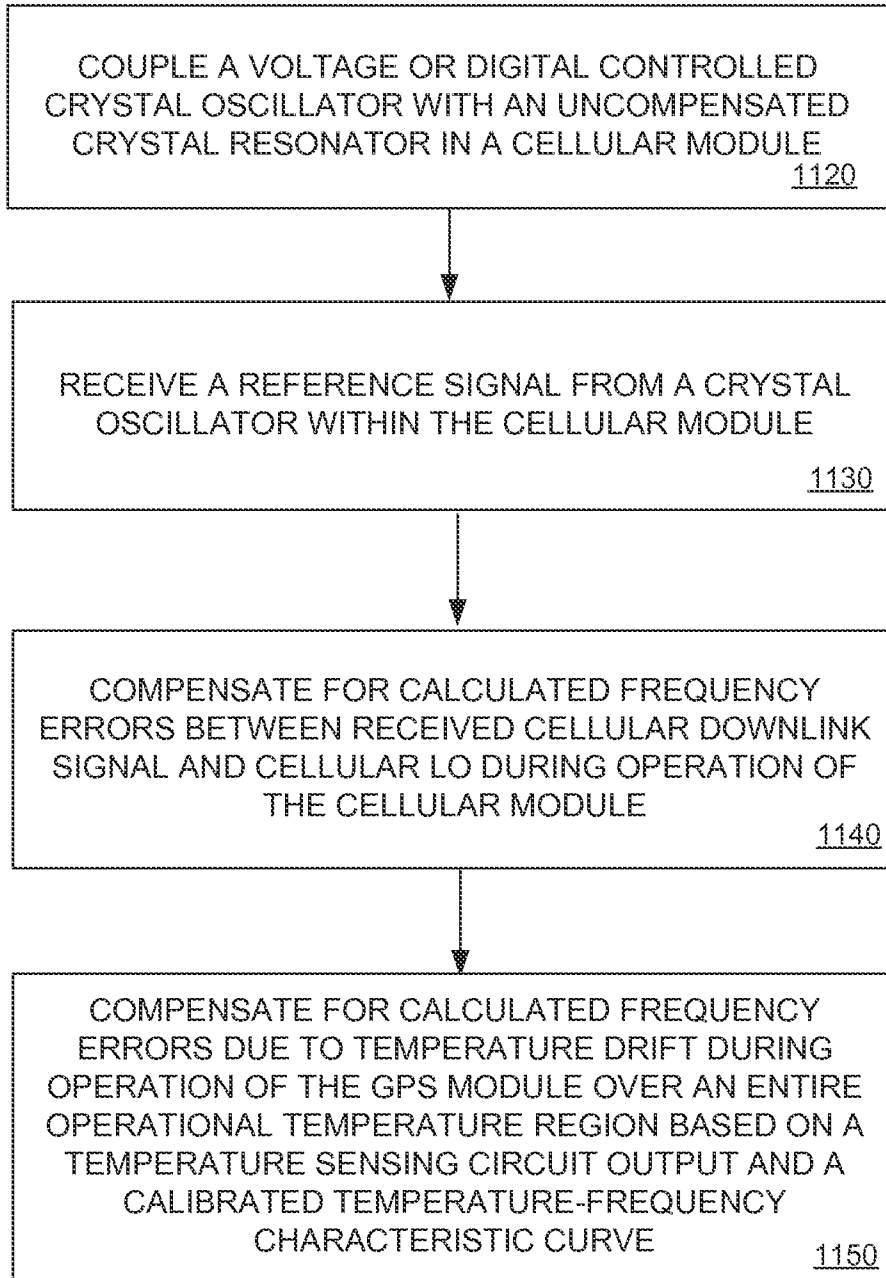 COUPLE A VOLTAGE OR DIGITAL CONTROLLED
CRYSTAL OSCILLATOR WITH AN UNCOMPENSATED
CRYSTAL RESONATOR IN A CELLULAR MODULE
1120
RECEIVE A REFERENCE SIGNAL FROM A CRYSTAL
OSCILLATOR WITHIN THE CELLULAR MODULE
1130
COMPENSATE FOR CALCULATED FREQUENCY
ERRORS BETWEEN RECEIVED CELLULAR DOWNLINK
SIGNAL AND CELLULAR LO DURING OPERATION OF
THE CELLULAR MODULE
1140
COMPENSATE FOR CALCULATED FREQUENCY
ERRORS DUE TO TEMPERATURE DRIFT DURING
OPERATION OF THE GPS MODULE OVER AN ENTIRE
OPERATIONAL TEMPERATURE REGION BASED ON A
TEMPERATURE SENSING CIRCUIT OUTPUT AND A
CALIBRATED TEMPERATURE-FREQUENCY
CHARACTERISTIC CURVE
1150